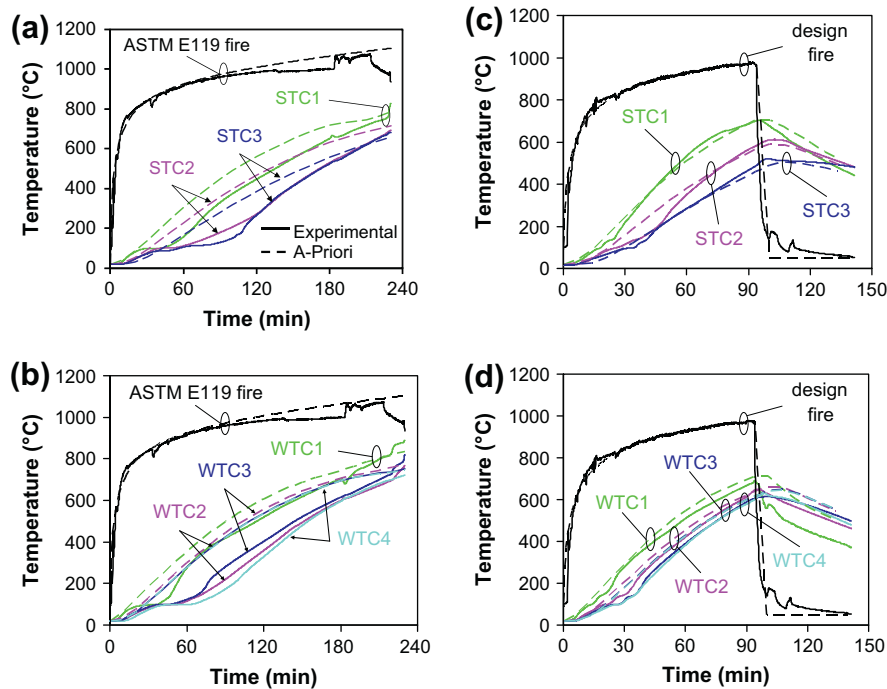 (a)
Temperature (°C)
1200
1000
800
600
400
200
0
ASTM E119 fire
STC1
STC2
STC3
Experimental
A-Priori
0 60 120 180 240
Time (min)
(c)
Temperature (°C)
1200
1000
800
600
400
200
0
design
fire
STC1
STC2
STC3
0 30 60 90 120 150
Time (min)
(b)
Temperature (°C)
1200
1000
800
600
400
200
0
ASTM E119 fire
WTC1
WTC3
WTC2
WTC4
0 60 120 180 240
Time (min)
(d)
Temperature (°C)
1200
1000
800
600
400
200
0
design
fire
WTC3
WTC1
WTC4
WTC2
0 30 60 90 120 150
Time (min)